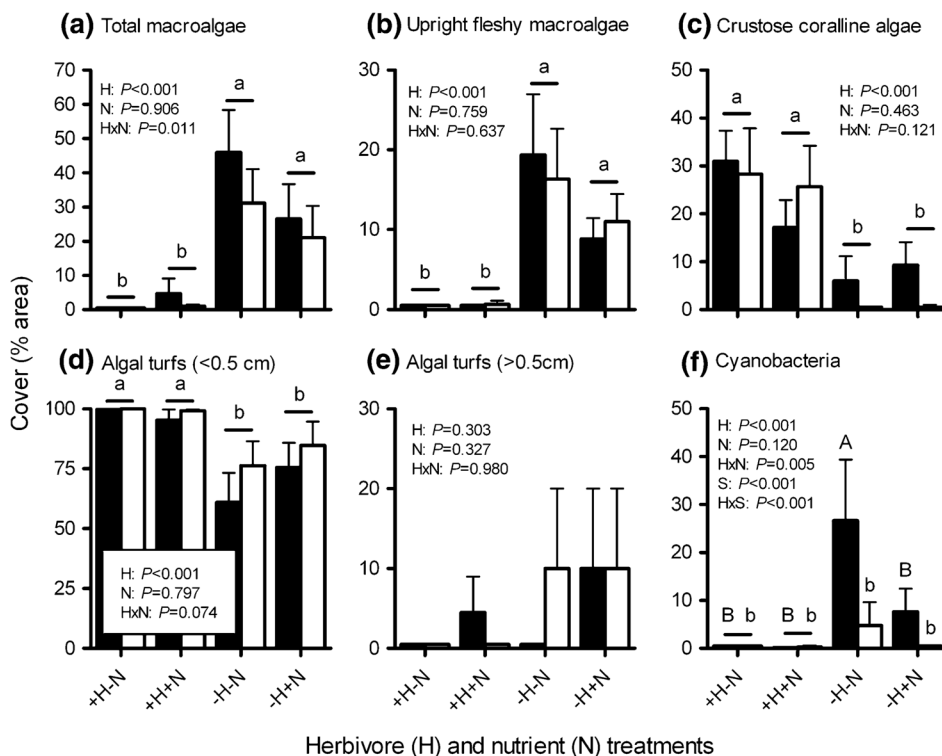 (a) Total macroalgae
70
60
50
40
30
20
10
0
H: P<0.001
N: P=0.906
HxN: P=0.011
b
b
a
a
(b) Upright fleshy macroalgae
30
20
10
0
H: P<0.001
N: P=0.759
HxN: P=0.637
b
b
a
a
(c) Crustose coralline algae
50
40
30
20
10
0
H: P<0.001
N: P=0.463
HxN: P=0.121
a
a
b
b
Cover (% area)
(d) Algal turfs (<0.5 cm)
100
75
50
25
0
a
a
b
b
H: P<0.001
N: P=0.797
HxN: P=0.074
+H-N
+H+N
-H-N
-H+N
(e) Algal turfs (>0.5cm)
30
20
10
0
H: P=0.303
N: P=0.327
HxN: P=0.980
+H-N
+H+N
-H-N
-H+N
(f) Cyanobacteria
50
40
30
20
10
0
H: P<0.001
N: P=0.120
HxN: P=0.005
S: P<0.001
HxS: P<0.001
B b
B b
A
b
B
b
+H-N
+H+N
-H-N
-H+N
Herbivore (H) and nutrient (N) treatments